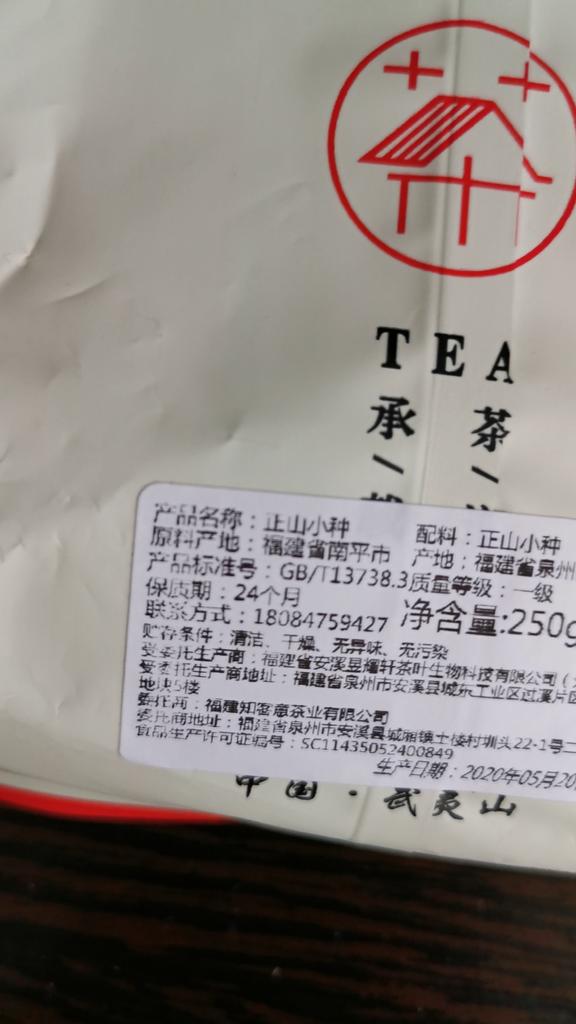 TEA
茶/
承/
产品名称：正山小种
配料：正山小种
原料产地：福建省南平市
产地：福建省泉州
产品标准号：GB/T13738.3
质量等级：一级
保质期：24个月
净含量:250g
联系方式：18084759427
贮存条件：清洁、干燥、无异味、无污染
受委托生产商：福建省安溪昱耀轩茶叶生物科技有限公司（
受委托生产商地址：福建省泉州市安溪县城东工业区过溪片区
地块5楼
委托商：福建知密意茶业有限公司
委托商地址：福建省泉州市安溪县城厢镇土楼村圳头22-1号二
食品生产许可证编号：SC11435052400849
生产日期：2020年05月20
中国·武夷山